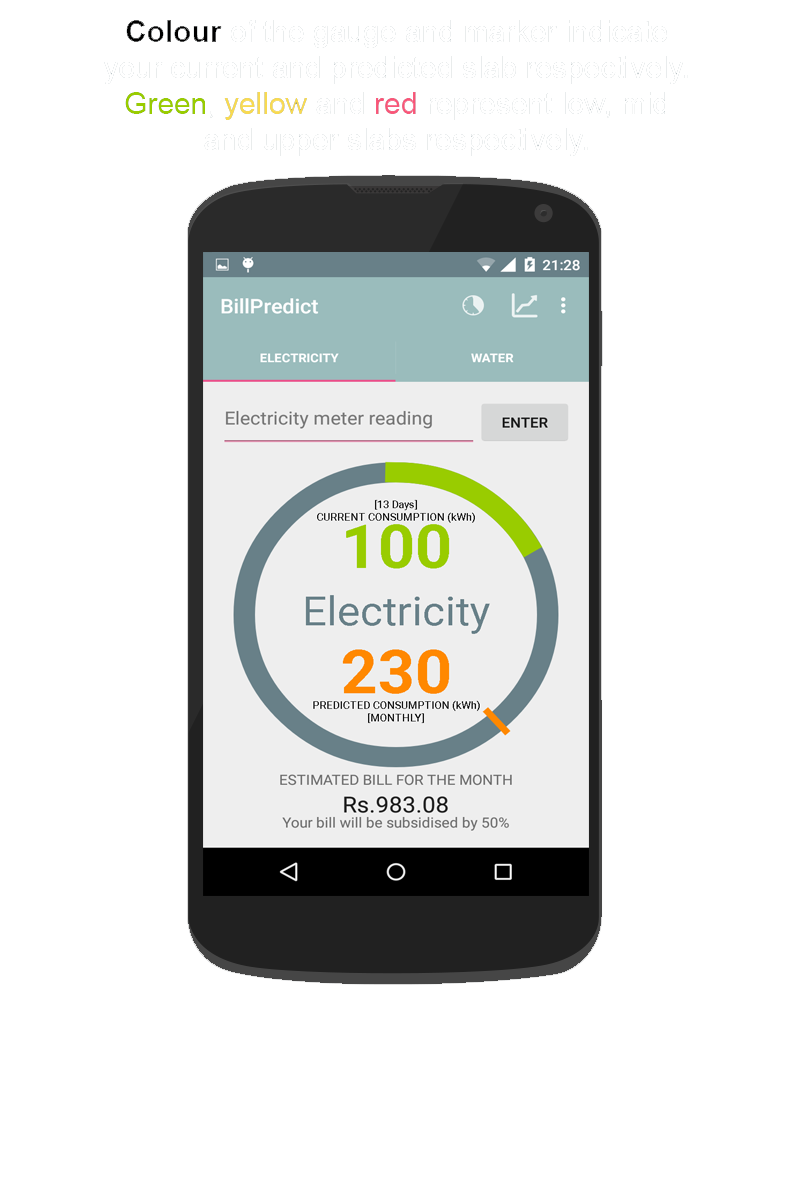 Colour of the gauge and marker indicate
your current and predicted slab respectively.
Green, yellow and red represent low, mid
and upper slabs respectively.
21:28
BillPredict
ELECTRICITY WATER
Electricity meter reading ENTER
[13 Days]
CURRENT CONSUMPTION (kWh)
100
Electricity
230
PREDICTED CONSUMPTION (kWh)
[MONTHLY]
ESTIMATED BILL FOR THE MONTH
Rs.983.08
Your bill will be subsidised by 50%